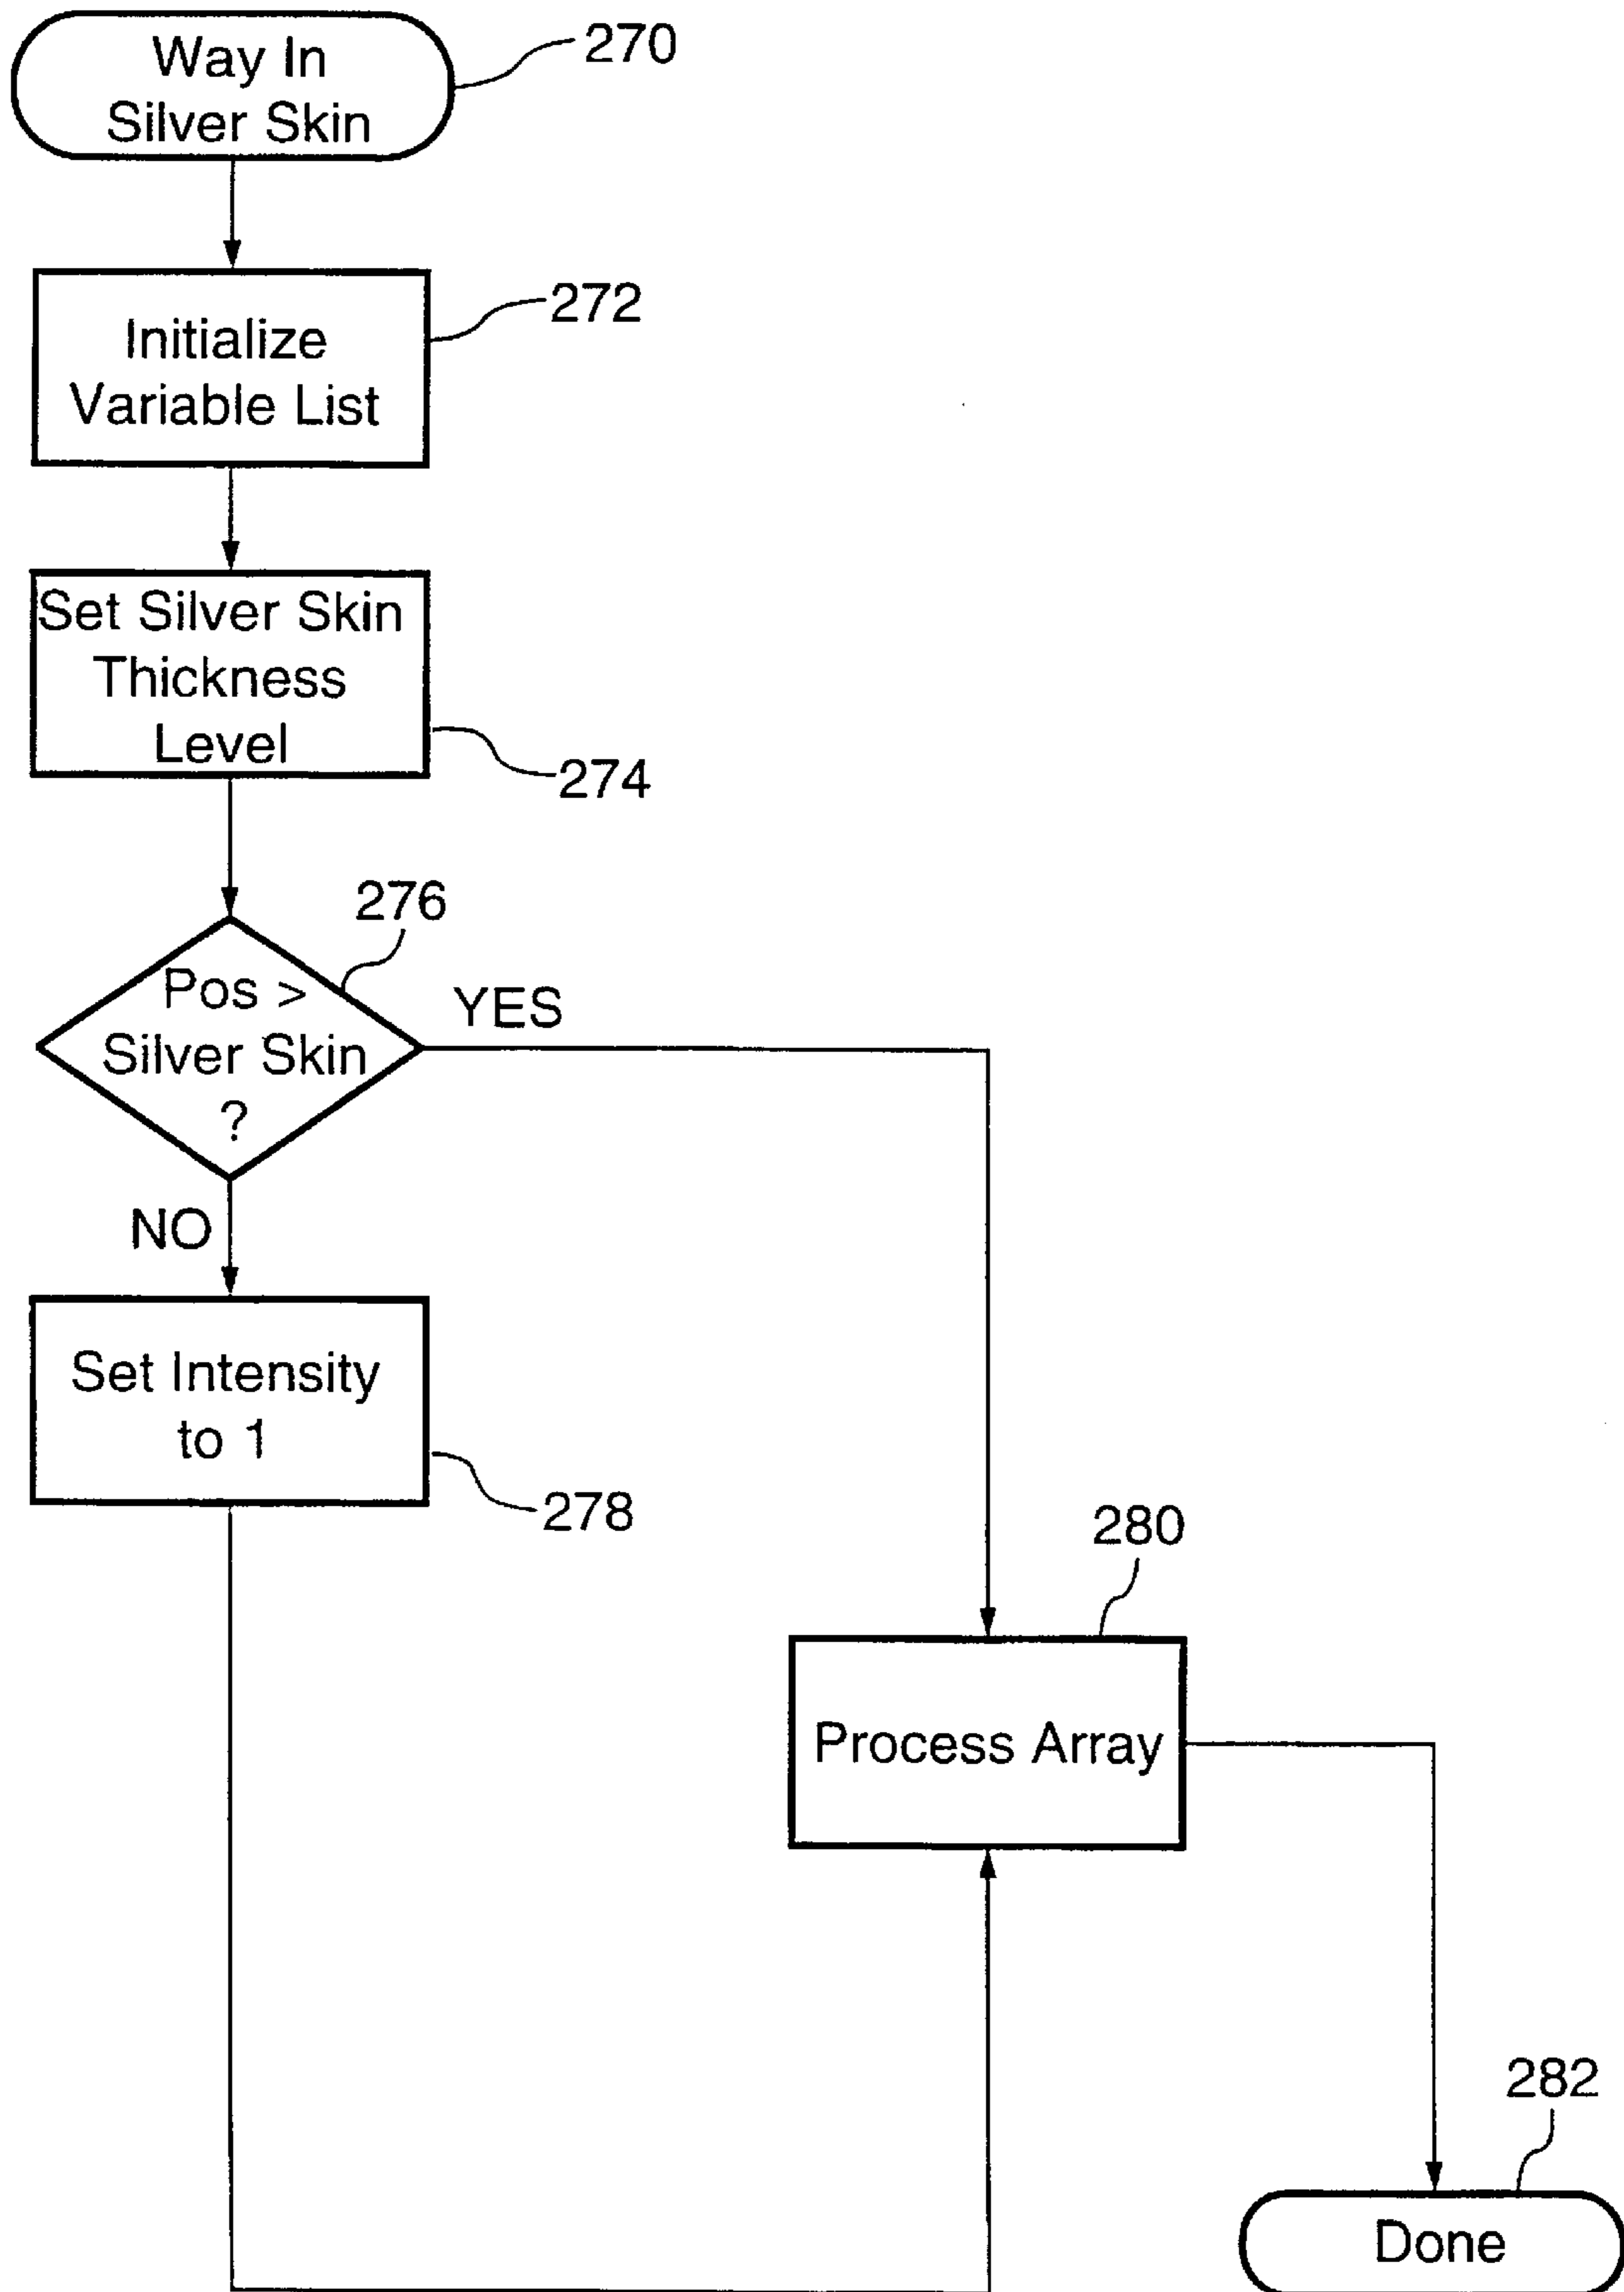 Way In
Silver Skin
270
Initialize
Variable List
272
Set Silver Skin
Thickness
Level
274
276
Pos >
Silver Skin
?
YES
NO
Set Intensity
to 1
278
280
Process Array
282
Done